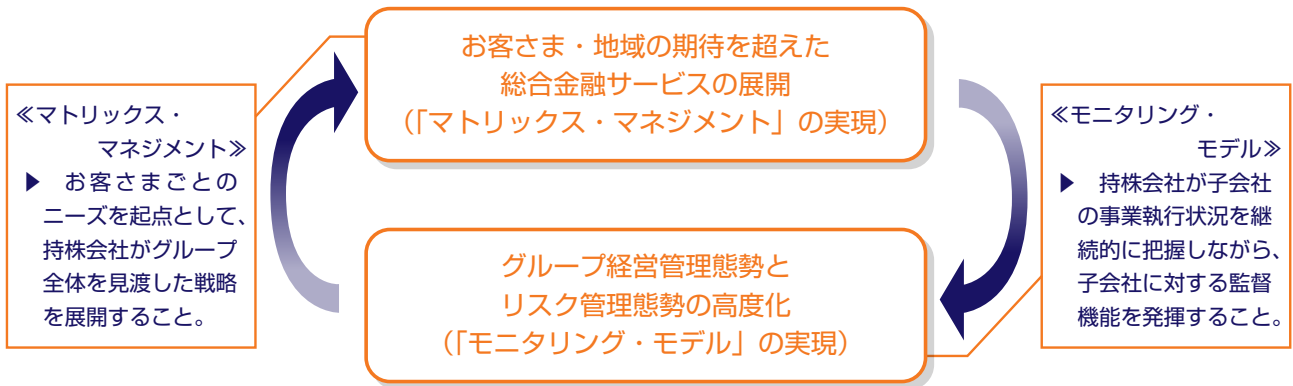 お客さま・地域の期待を超えた
総合金融サービスの展開
(「マトリックス・マネジメント」の実現)
≪マトリックス・
マネジメント≫
▶ お客さまごとの
ニーズを起点として、
持株会社がグループ
全体を見渡した戦略
を展開すること。
≪モニタリング・
モデル≫
▶ 持株会社が子会社
の事業執行状況を継
続的に把握しながら、
子会社に対する監督
機能を発揮すること。
グループ経営管理態勢と
リスク管理態勢の高度化
(「モニタリング・モデル」の実現)